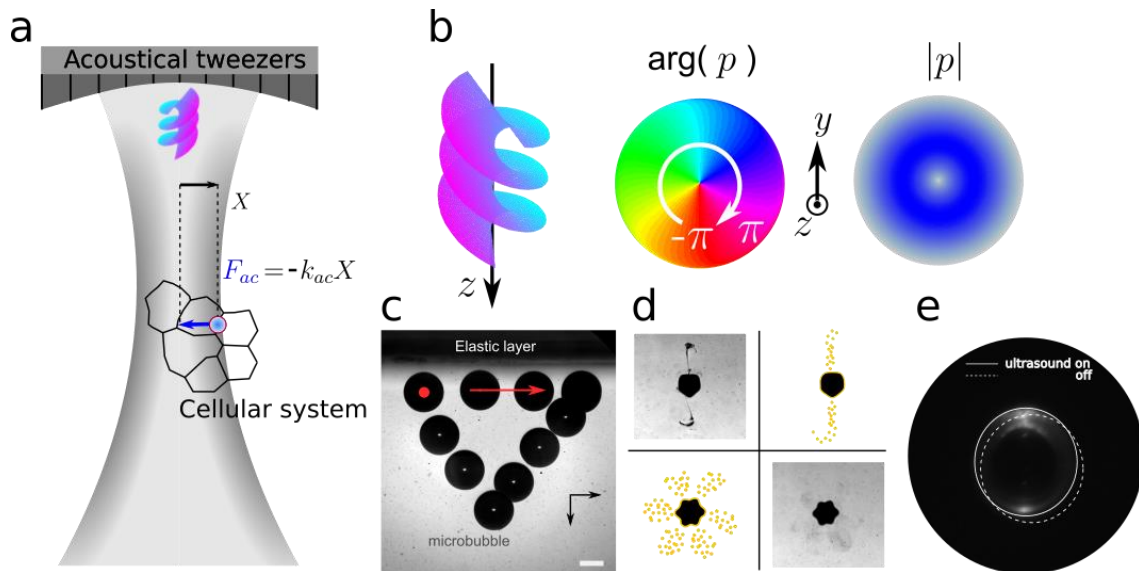 a
Acoustical tweezers
X
F_ac = -k_ac X
Cellular system
b
z
arg( p )
-π π
y
z
|p|
c
Elastic layer
microbubble
d
e
ultrasound on
off